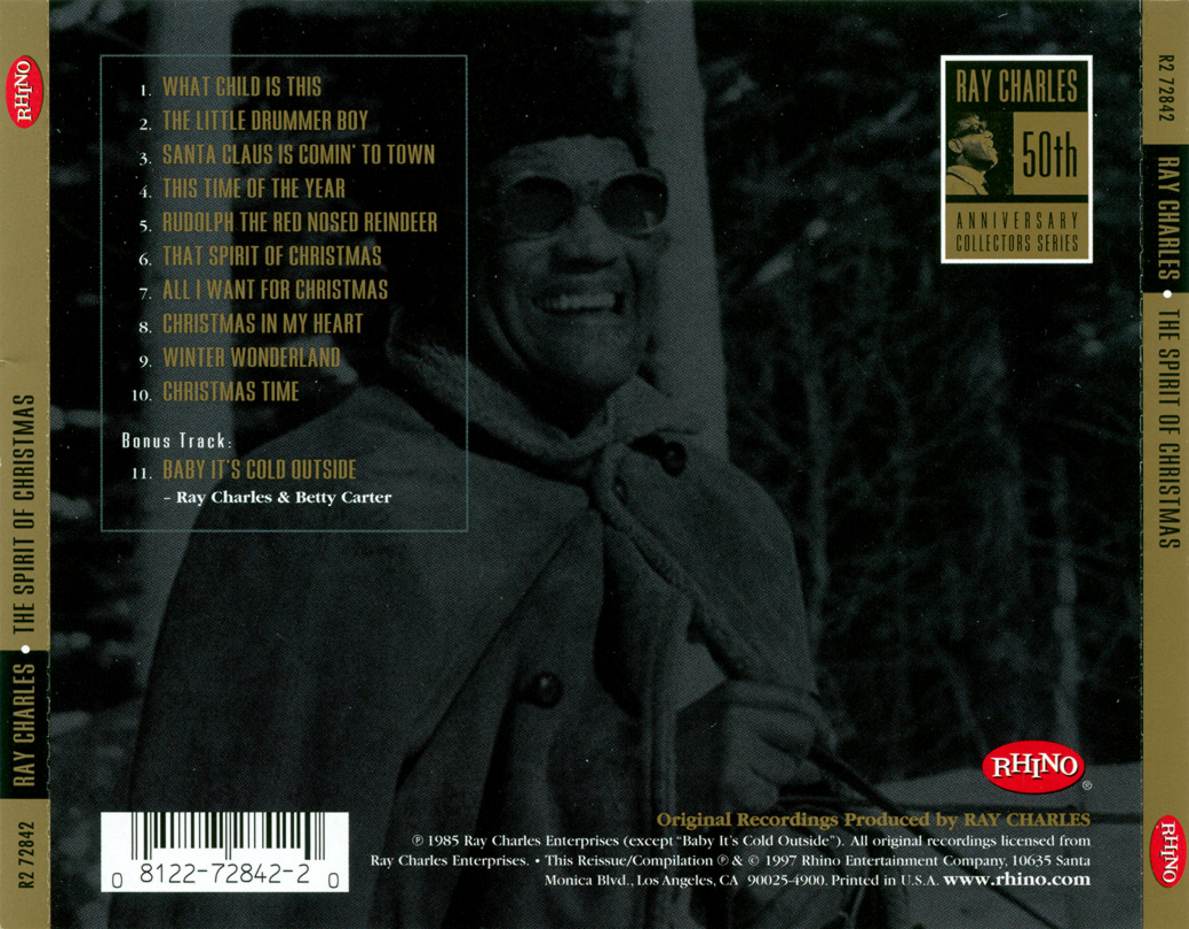 RHINO
RAY CHARLES • THE SPIRIT OF CHRISTMAS
R2 72842
1. WHAT CHILD IS THIS
2. THE LITTLE DRUMMER BOY
3. SANTA CLAUS IS COMIN' TO TOWN
4. THIS TIME OF THE YEAR
5. RUDOLPH THE RED NOSED REINDEER
6. THAT SPIRIT OF CHRISTMAS
7. ALL I WANT FOR CHRISTMAS
8. CHRISTMAS IN MY HEART
9. WINTER WONDERLAND
10. CHRISTMAS TIME
Bonus Track:
11. BABY IT'S COLD OUTSIDE
– Ray Charles & Betty Carter
RAY CHARLES
50th
ANNIVERSARY
COLLECTORS SERIES
RHINO®
Original Recordings Produced by RAY CHARLES
℗ 1985 Ray Charles Enterprises (except "Baby It's Cold Outside"). All original recordings licensed from
Ray Charles Enterprises. • This Reissue/Compilation ℗ & © 1997 Rhino Entertainment Company, 10635 Santa
Monica Blvd., Los Angeles, CA 90025-4900. Printed in U.S.A. www.rhino.com
0 8122-72842-2 0
R2 72842
RAY CHARLES • THE SPIRIT OF CHRISTMAS
RHINO